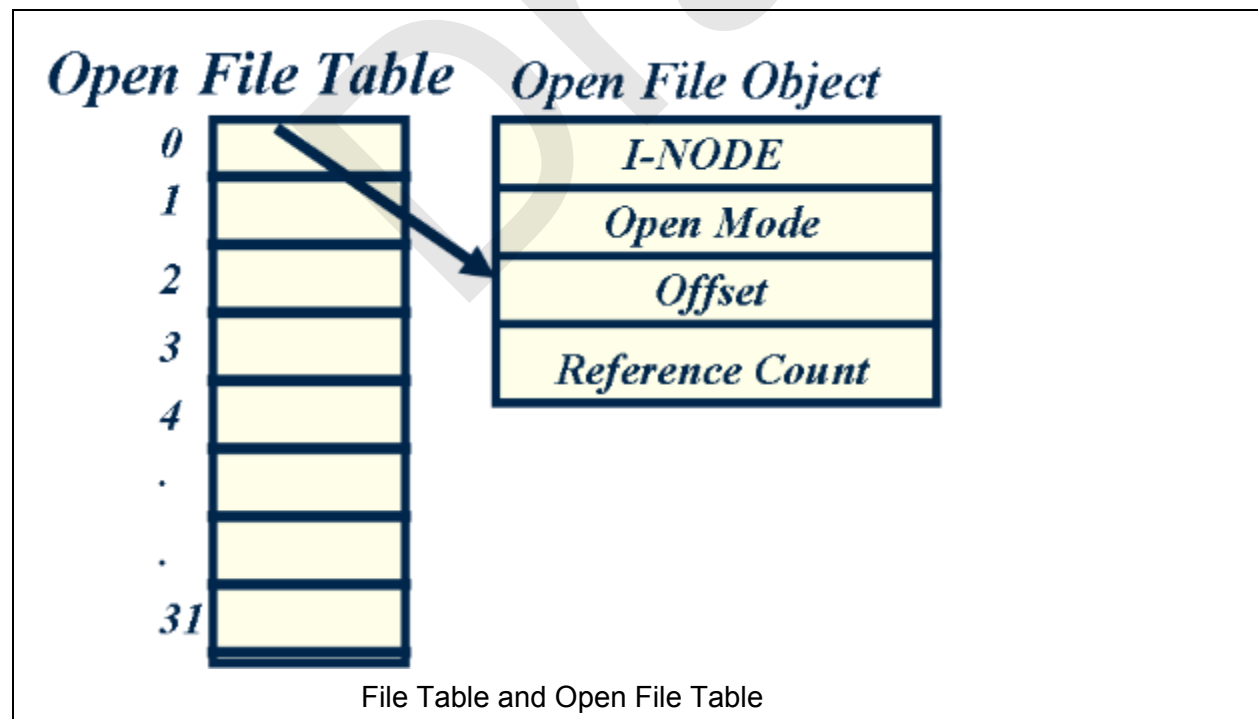 Open File Table
Open File Object
0
1
2
3
4
.
.
31
I-NODE
Open Mode
Offset
Reference Count
File Table and Open File Table